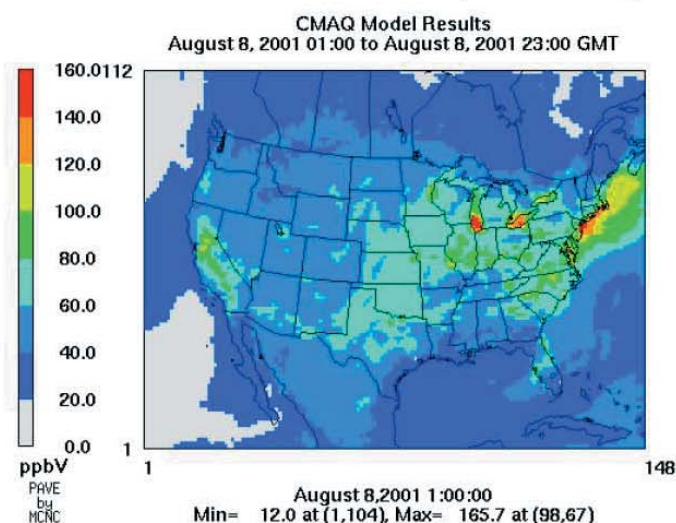 CMAQ Model Results
August 8, 2001 01:00 to August 8, 2001 23:00 GMT
160.0
140.0
120.0
100.0
80.0
60.0
40.0
20.0
0.0
ppbV
PAVE
by
MCNC
112
1
1
148
August 8,2001 1:00:00
Min= 12.0 at (1,104), Max= 165.7 at (98,67)